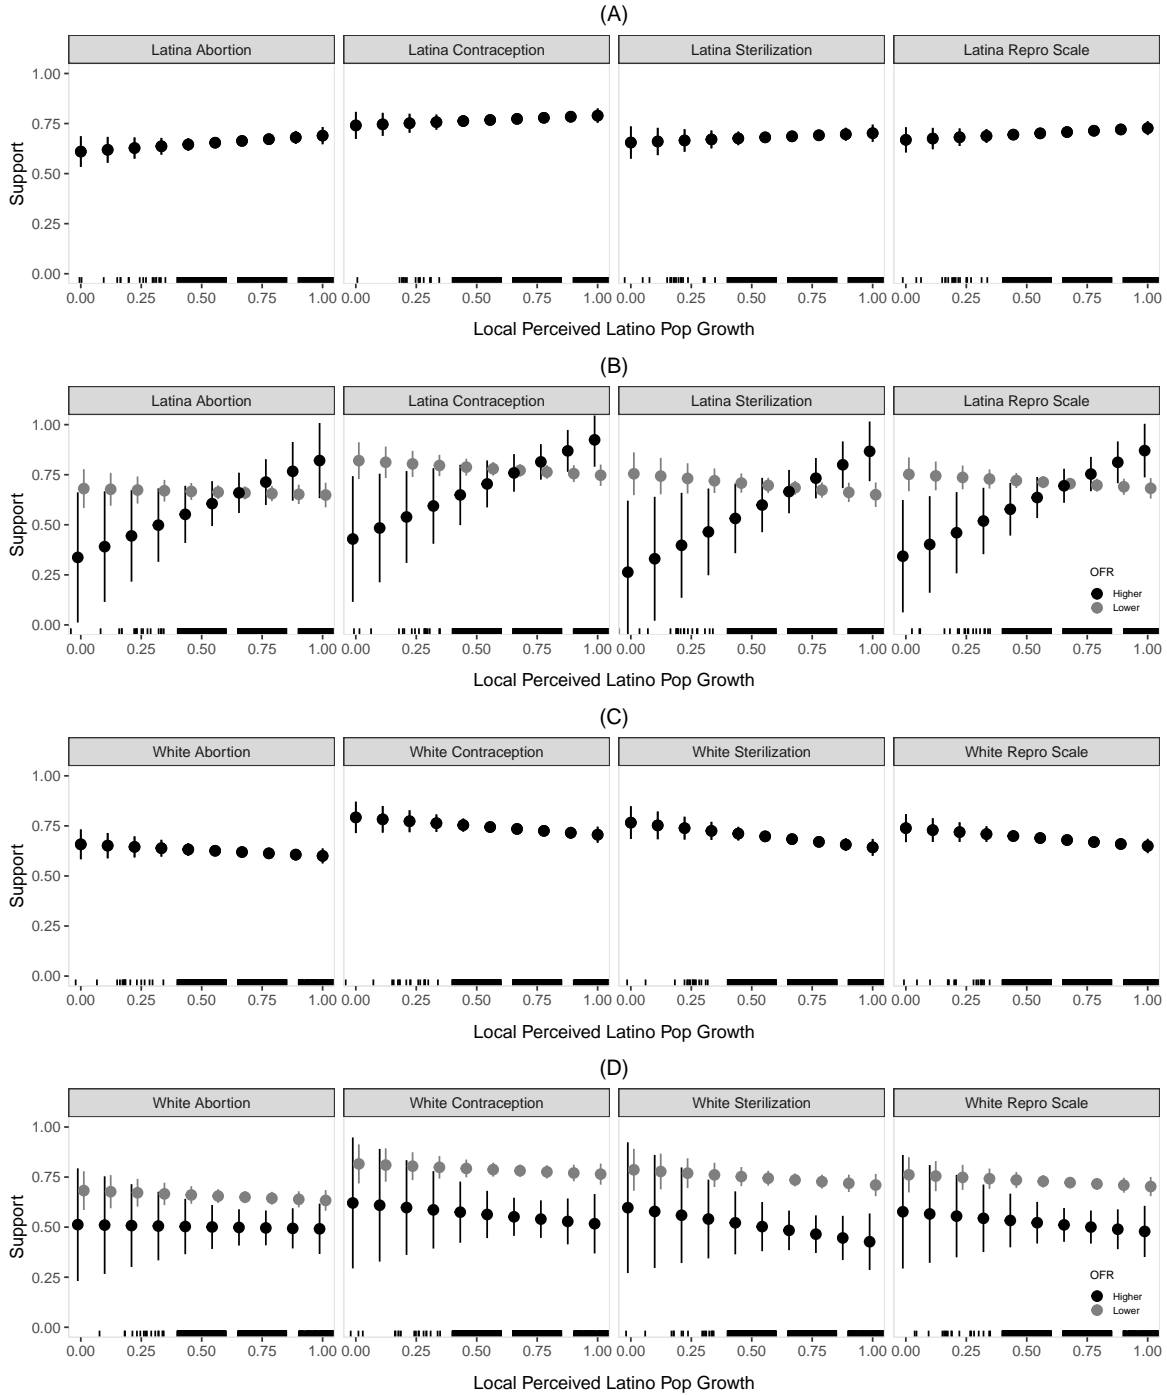 (A)
Latina Abortion Latina Contraception Latina Sterilization Latina Repro Scale
1.00
0.75
0.50
0.25
0.00
Support
0.00 0.25 0.50 0.75 1.00 0.00 0.25 0.50 0.75 1.00 0.00 0.25 0.50 0.75 1.00 0.00 0.25 0.50 0.75 1.00
Local Perceived Latino Pop Growth
(B)
Latina Abortion Latina Contraception Latina Sterilization Latina Repro Scale
1.00
0.75
0.50
0.25
0.00
Support
OFR
Higher
Lower
0.00 0.25 0.50 0.75 1.00 0.00 0.25 0.50 0.75 1.00 0.00 0.25 0.50 0.75 1.00 0.00 0.25 0.50 0.75 1.00
Local Perceived Latino Pop Growth
(C)
White Abortion White Contraception White Sterilization White Repro Scale
1.00
0.75
0.50
0.25
0.00
Support
0.00 0.25 0.50 0.75 1.00 0.00 0.25 0.50 0.75 1.00 0.00 0.25 0.50 0.75 1.00 0.00 0.25 0.50 0.75 1.00
Local Perceived Latino Pop Growth
(D)
White Abortion White Contraception White Sterilization White Repro Scale
1.00
0.75
0.50
0.25
0.00
Support
OFR
Higher
Lower
0.00 0.25 0.50 0.75 1.00 0.00 0.25 0.50 0.75 1.00 0.00 0.25 0.50 0.75 1.00 0.00 0.25 0.50 0.75 1.00
Local Perceived Latino Pop Growth